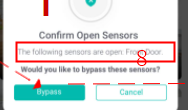 Confirm Open Sensors
The following sensors are open: Front Door.
8
Would you like to bypass these sensors?
Bypass
Cancel